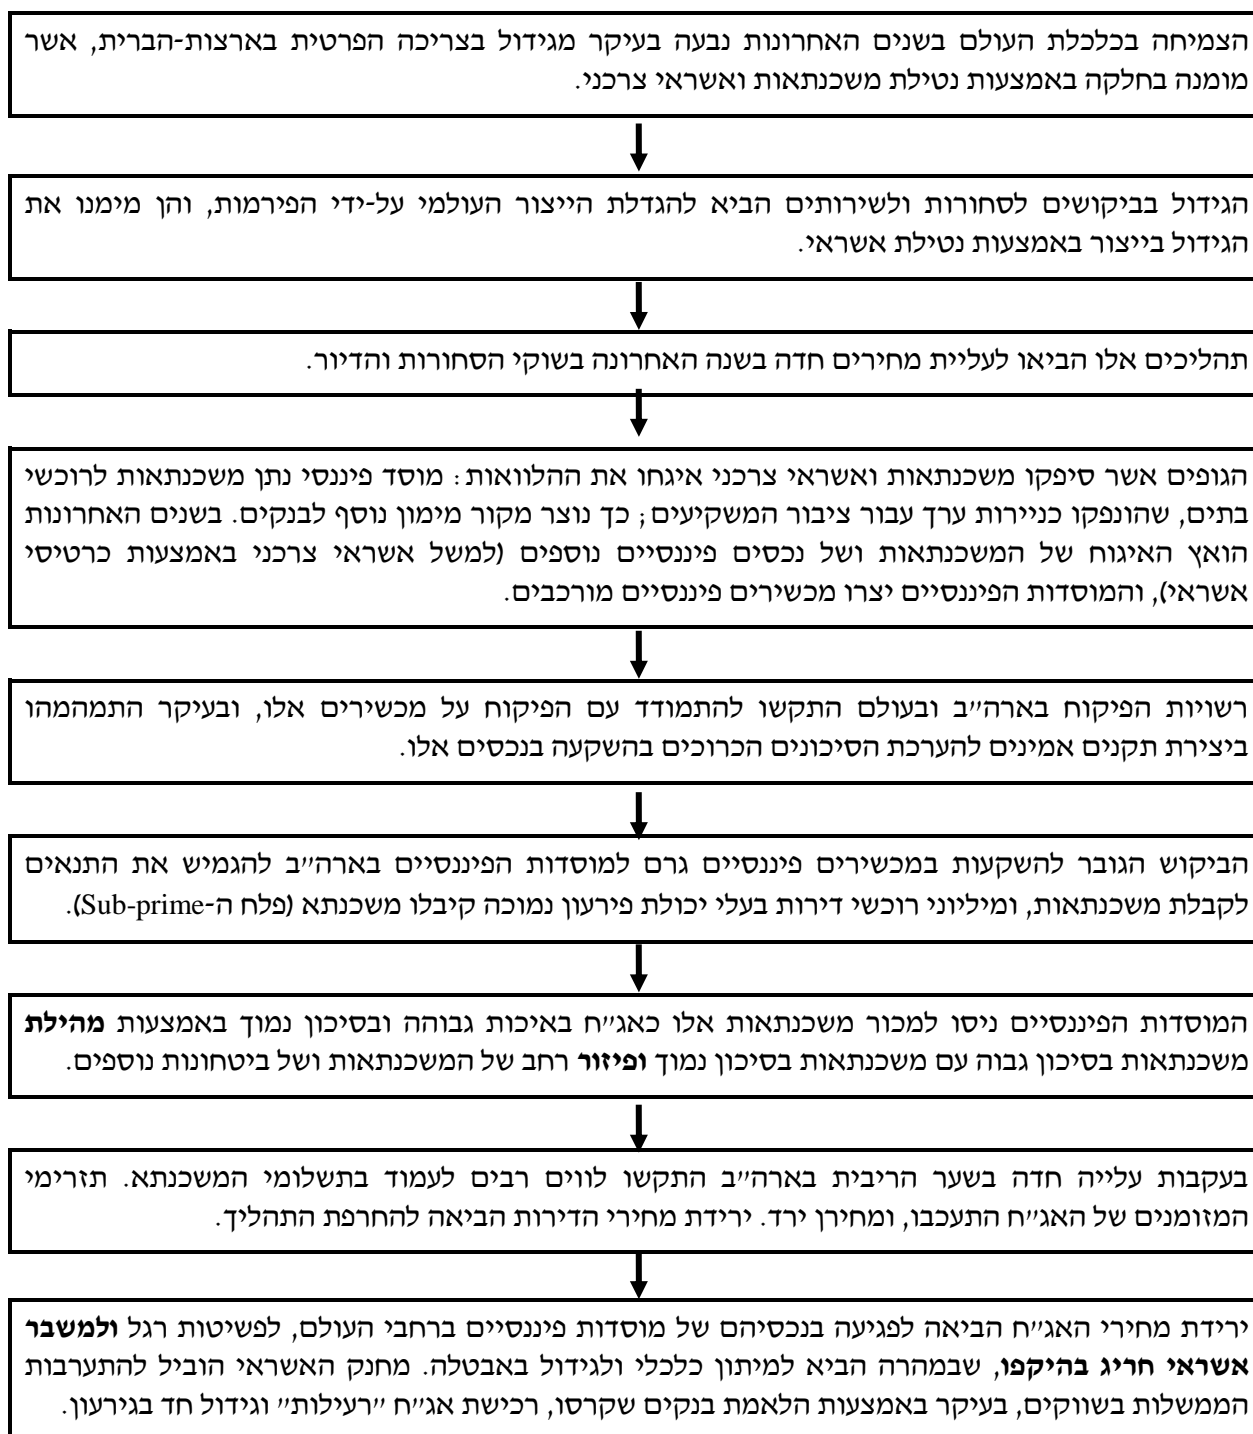 הצמיחה בכלכלת העולם בשנים האחרונות נבעה בעיקר מגידול בצריכה הפרטית בארצות-הברית, אשר
מומנה בחלקה באמצעות נטילת משכנתאות ואשראי צרכני.
הגידול בביקושים לסחורות ולשירותים הביא להגדלת הייצור העולמי על-ידי הפירמות, והן מימנו את
הגידול בייצור באמצעות נטילת אשראי.
תהליכים אלו הביאו לעליית מחירים חדה בשנה האחרונה בשוקי הסחורות והדיור.
הגופים אשר סיפקו משכנתאות ואשראי צרכני איגחו את ההלוואות: מוסד פיננסי נתן משכנתאות לרוכשי
בתים, שהונפקו כניירות ערך עבור ציבור המשקיעים; כך נוצר מקור מימון נוסף לבנקים. בשנים האחרונות
הואץ האיגוח של המשכנתאות ושל נכסים פיננסיים נוספים (למשל אשראי צרכני באמצעות כרטיסי
אשראי), והמוסדות הפיננסיים יצרו מכשירים פיננסיים מורכבים.
רשויות הפיקוח בארה״ב ובעולם התקשו להתמודד עם הפיקוח על מכשירים אלו, ובעיקר התמהמהו
ביצירת תקנים אמינים להערכת הסיכונים הכרוכים בהשקעה בנכסים אלו.
הביקוש הגובר להשקעות במכשירים פיננסיים גרם למוסדות הפיננסיים בארה״ב להגמיש את התנאים
לקבלת משכנתאות, ומיליוני רוכשי דירות בעלי יכולת פירעון נמוכה קיבלו משכנתא (פלח ה-Sub-prime).
המוסדות הפיננסיים ניסו למכור משכנתאות אלו כאג״ח באיכות גבוהה ובסיכון נמוך באמצעות מהילת
משכנתאות בסיכון גבוה עם משכנתאות בסיכון נמוך ופיזור רחב של המשכנתאות ושל ביטחונות נוספים.
בעקבות עלייה חדה בשער הריבית בארה״ב התקשו לווים רבים לעמוד בתשלומי המשכנתא. תזרימי
המזומנים של האג״ח התעכבו, ומחירן ירד. ירידת מחירי הדירות הביאה להחרפת התהליך.
ירידת מחירי האג״ח הביאה לפגיעה בנכסיהם של מוסדות פיננסיים ברחבי העולם, לפשיטות רגל ולמשבר
אשראי חריג בהיקפו, שבמהרה הביא למיתון כלכלי ולגידול באבטלה. מחנק האשראי הוביל להתערבות
הממשלות בשווקים, בעיקר באמצעות הלאמת בנקים שקרסו, רכישת אג״ח ״רעילות״ וגידול חד בגירעון.